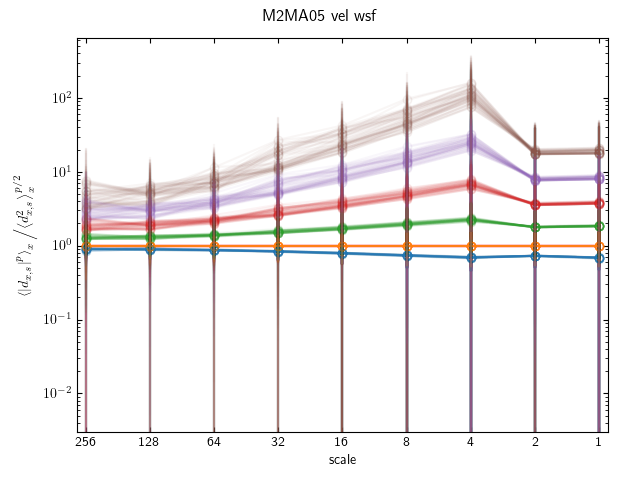 M2MA05 vel wsf
⟨|d_{x,s}|^p⟩_x / ⟨d^2_{x,s}⟩_x^{p/2}
10^2
10^1
10^0
10^{-1}
10^{-2}
256 128 64 32 16 8 4 2 1
scale